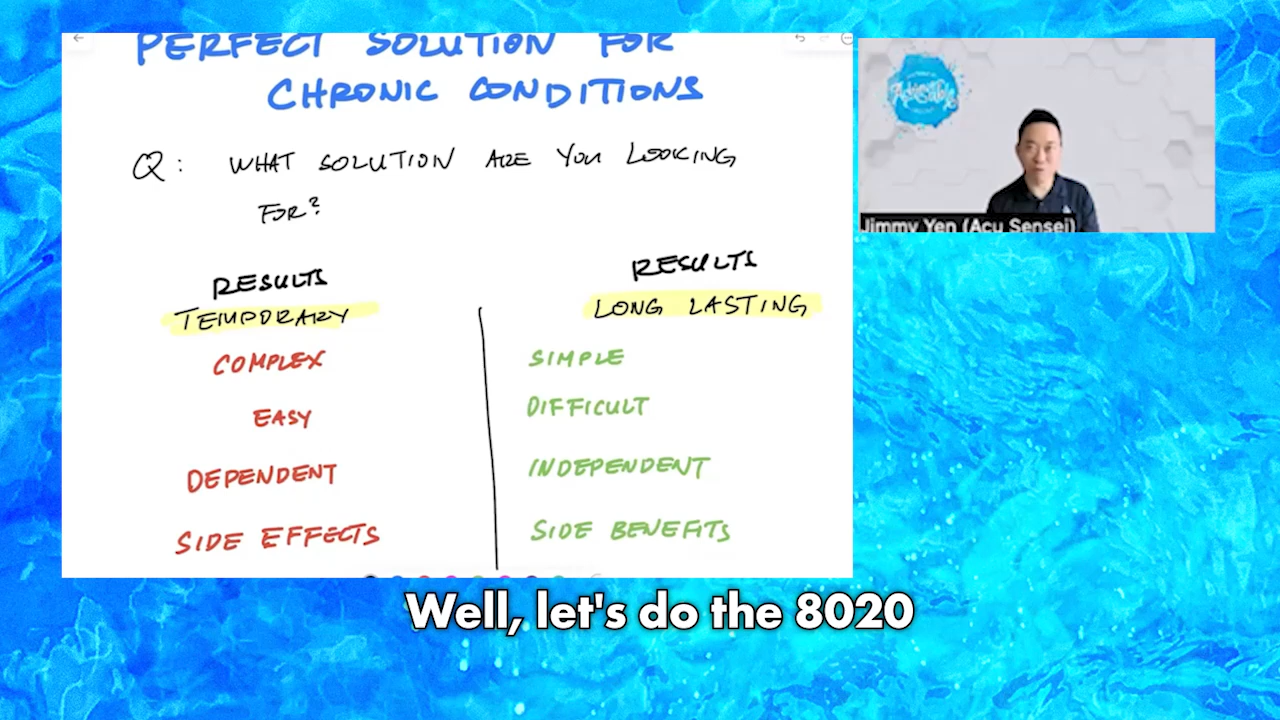 PERFECT SOLUTION FOR
CHRONIC CONDITIONS
Q: WHAT SOLUTION ARE YOU LOOKING
FOR?
RESULTS
TEMPORARY
COMPLEX
EASY
DEPENDENT
SIDE EFFECTS
RESULTS
LONG LASTING
SIMPLE
DIFFICULT
INDEPENDENT
SIDE BENEFITS
Jimmy Yen (Acu Sensei)
Well, let's do the 8020